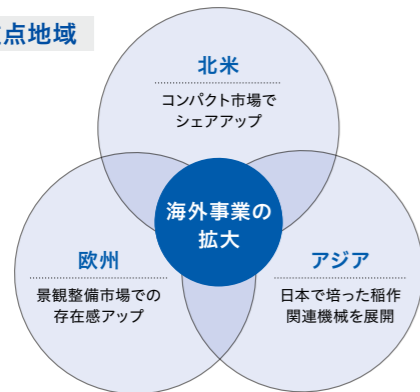 点地域
北米
コンパクト市場で
シェアアップ
海外事業の
拡大
欧州
景観整備市場での
存在感アップ
アジア
日本で培った稲作
関連機械を展開